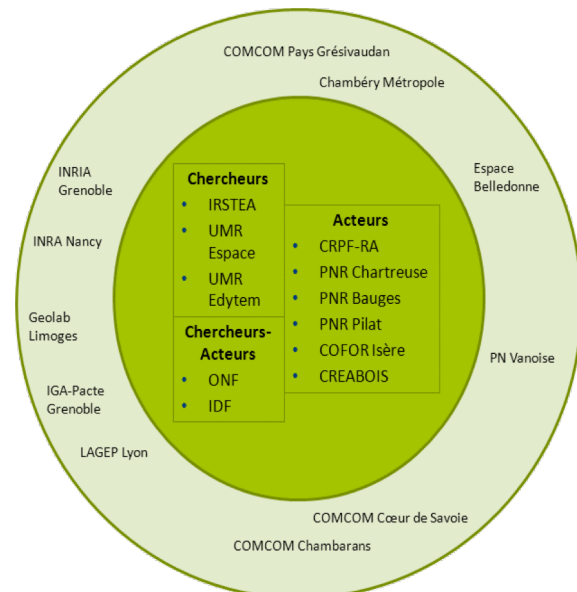 COMCOM Pays Grésivaudan
Chambéry Métropole
INRIA
Grenoble
INRA Nancy
Geolab
Limoges
IGA-Pacte
Grenoble
LAGEP Lyon
Chercheurs
• IRSTEA
• UMR
Espace
• UMR
Edytem
Chercheurs-
Acteurs
• ONF
• IDF
Acteurs
• CRPF-RA
• PNR Chartreuse
• PNR Bauges
• PNR Pilat
• COFOR Isère
• CREABOIS
Espace
Belledonne
PN Vanoise
COMCOM Cœur de Savoie
COMCOM Chambarans